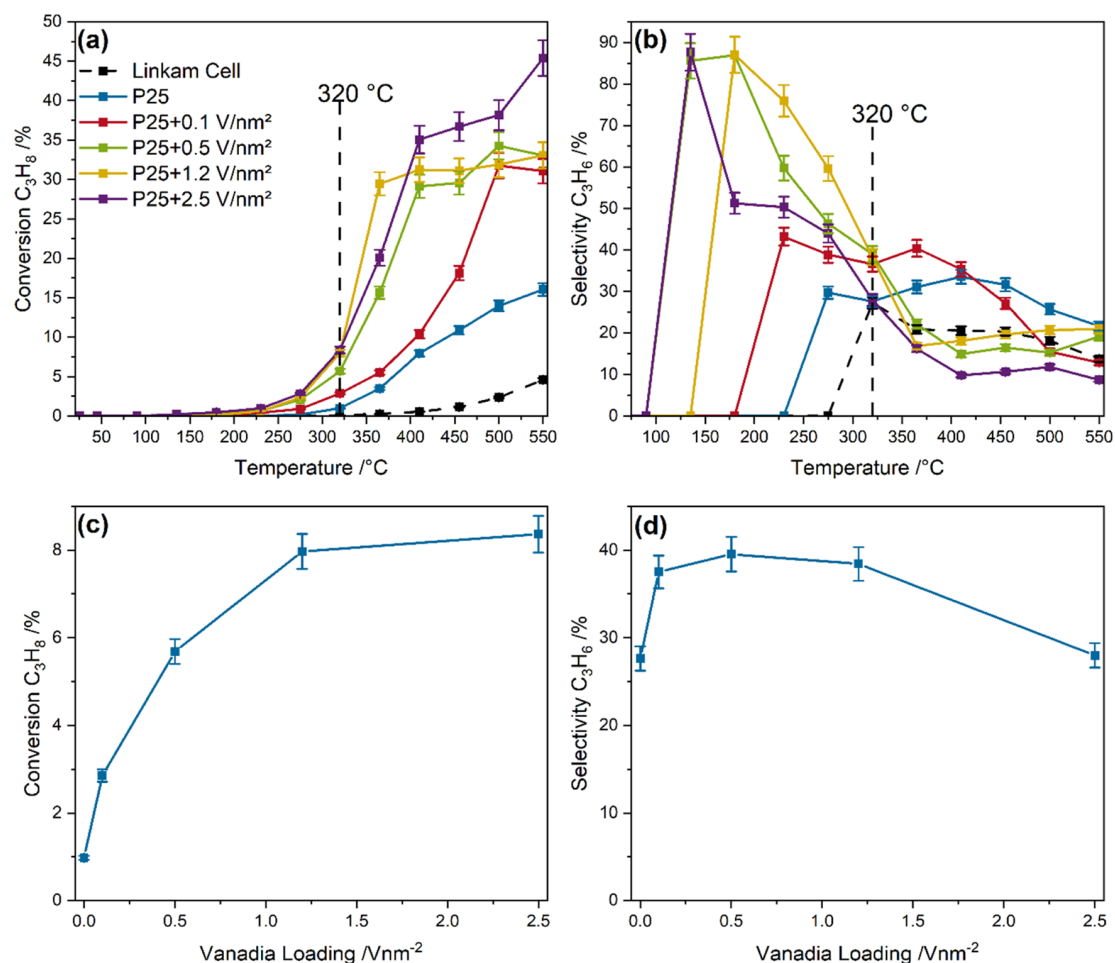 (a)
Linkam Cell
P25
P25+0.1 V/nm²
P25+0.5 V/nm²
P25+1.2 V/nm²
P25+2.5 V/nm²
320 °C
50
45
40
35
30
25
20
15
10
5
0
Conversion C₃H₈ /%
50 100 150 200 250 300 350 400 450 500 550
Temperature /°C
(b)
320 °C
90
80
70
60
50
40
30
20
10
0
Selectivity C₃H₆ /%
100 150 200 250 300 350 400 450 500 550
Temperature /°C
(c)
8
6
4
2
0
Conversion C₃H₈ /%
0.0 0.5 1.0 1.5 2.0 2.5
Vanadia Loading /Vnm⁻²
(d)
40
30
20
10
0
Selectivity C₃H₆ /%
0.0 0.5 1.0 1.5 2.0 2.5
Vanadia Loading /Vnm⁻²